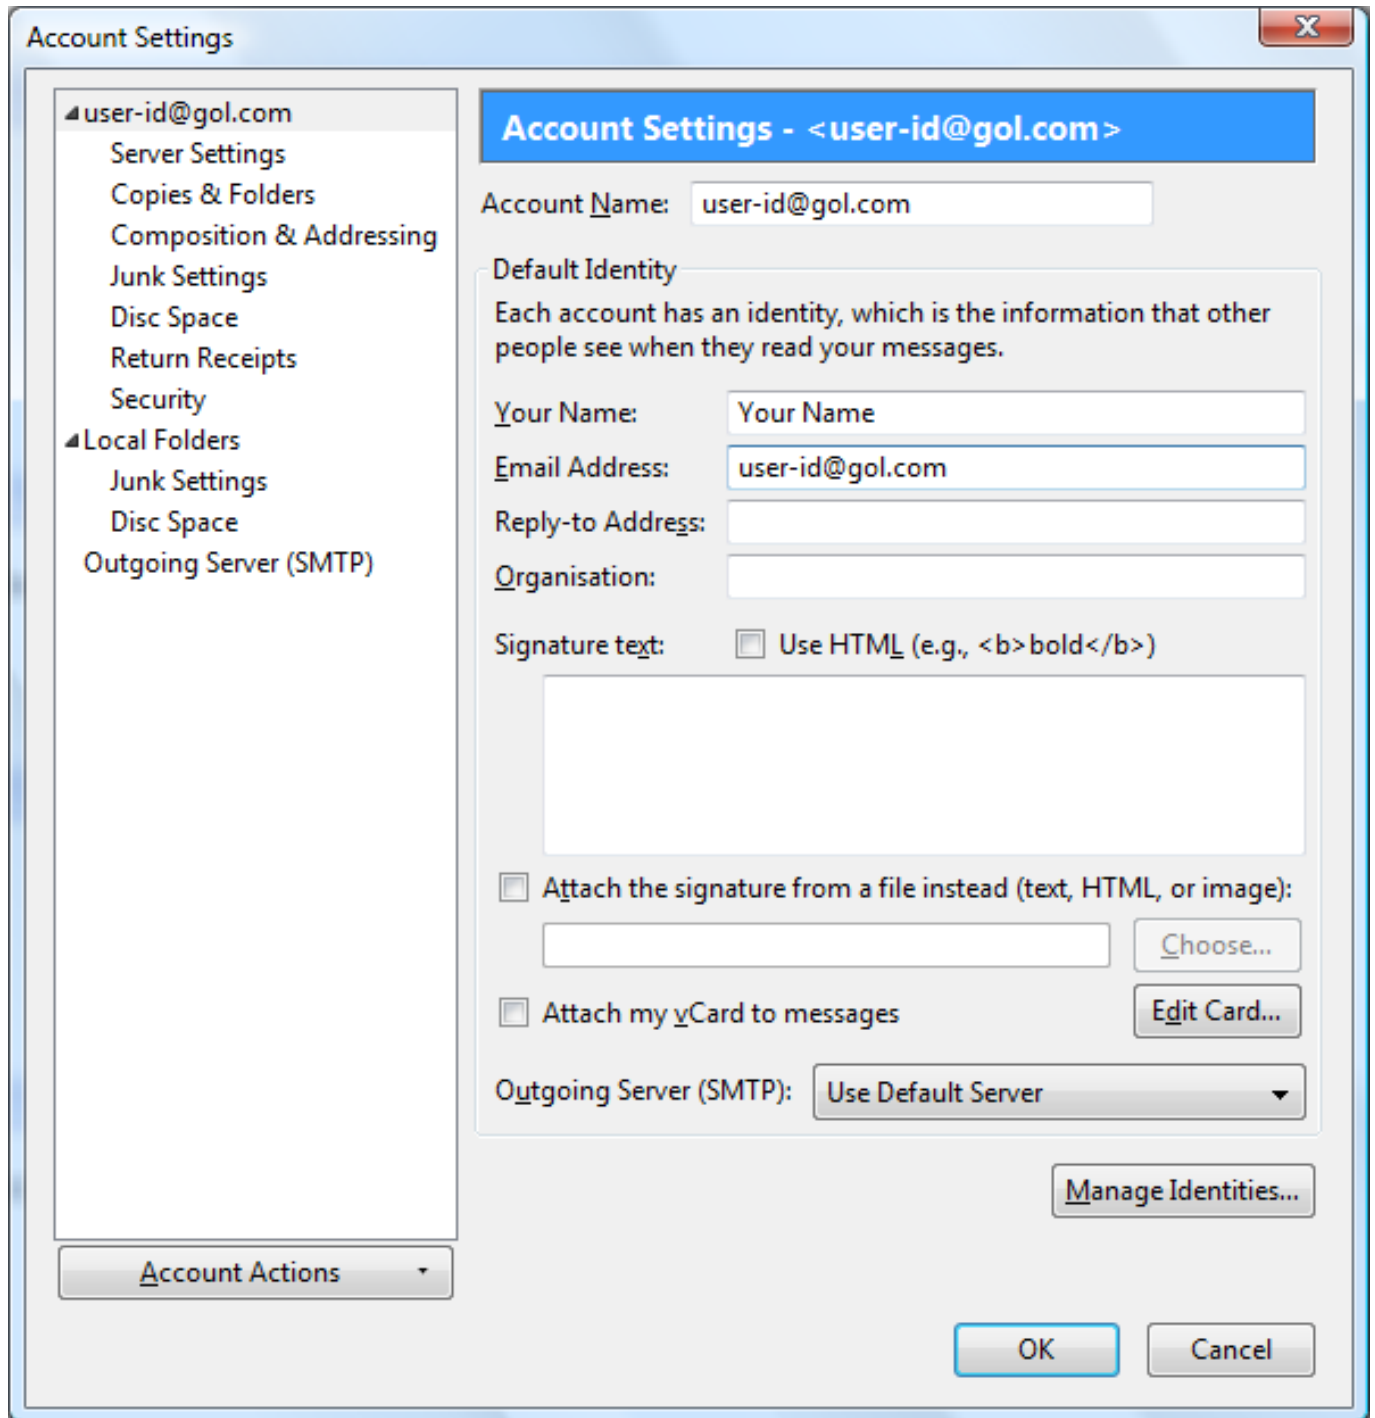 Account Settings
user-id@gol.com
Server Settings
Copies & Folders
Composition & Addressing
Junk Settings
Disc Space
Return Receipts
Security
Local Folders
Junk Settings
Disc Space
Outgoing Server (SMTP)
Account Actions
Account Settings - <user-id@gol.com>
Account Name: user-id@gol.com
Default Identity
Each account has an identity, which is the information that other
people see when they read your messages.
Your Name: Your Name
Email Address: user-id@gol.com
Reply-to Address:
Organisation:
Signature text: Use HTML (e.g., <b>bold</b>)
Attach the signature from a file instead (text, HTML, or image):
Choose...
Attach my vCard to messages Edit Card...
Outgoing Server (SMTP): Use Default Server
Manage Identities...
OK Cancel